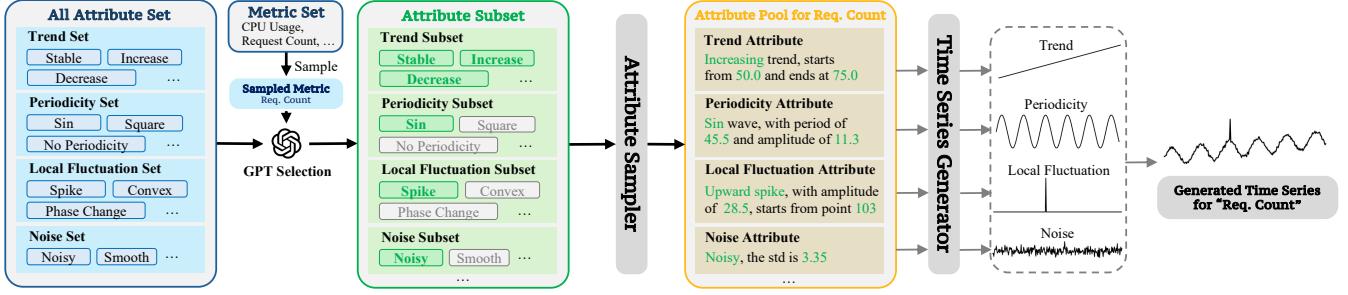 All Attribute Set
Trend Set
Stable Increase
Decrease …
Periodicity Set
Sin Square
No Periodicity …
Local Fluctuation Set
Spike Convex
Phase Change …
Noise Set
Noisy Smooth …
Metric Set
CPU Usage,
Request Count, …
Sample
Sampled Metric
Req. Count
GPT Selection
Attribute Subset
Trend Subset
Stable Increase
Decrease …
Periodicity Subset
Sin Square
No Periodicity …
Local Fluctuation Subset
Spike Convex
Phase Change …
Noise Subset
Noisy Smooth …
…
Attribute Sampler
Attribute Pool for Req. Count
Trend Attribute
Increasing trend, starts
from 50.0 and ends at 75.0
Periodicity Attribute
Sin wave, with period of
45.5 and amplitude of 11.3
Local Fluctuation Attribute
Upward spike, with amplitude
of 28.5, starts from point 103
Noise Attribute
Noisy, the std is 3.35
…
Time Series Generator
Trend
Periodicity
Local Fluctuation
Noise
Generated Time Series
for “Req. Count”